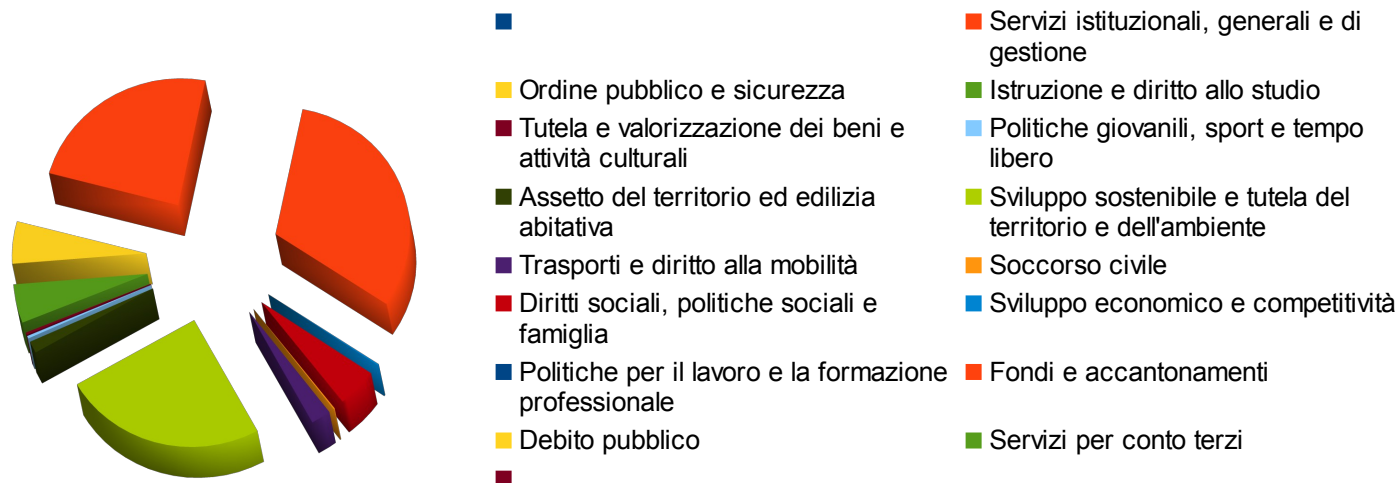 Servizi istituzionali, generali e di
gestione
Ordine pubblico e sicurezza
Istruzione e diritto allo studio
Tutela e valorizzazione dei beni e
attività culturali
Politiche giovanili, sport e tempo
libero
Assetto del territorio ed edilizia
abitativa
Sviluppo sostenibile e tutela del
territorio e dell'ambiente
Trasporti e diritto alla mobilità
Soccorso civile
Diritti sociali, politiche sociali e
famiglia
Sviluppo economico e competitività
Politiche per il lavoro e la formazione
professionale
Fondi e accantonamenti
Debito pubblico
Servizi per conto terzi